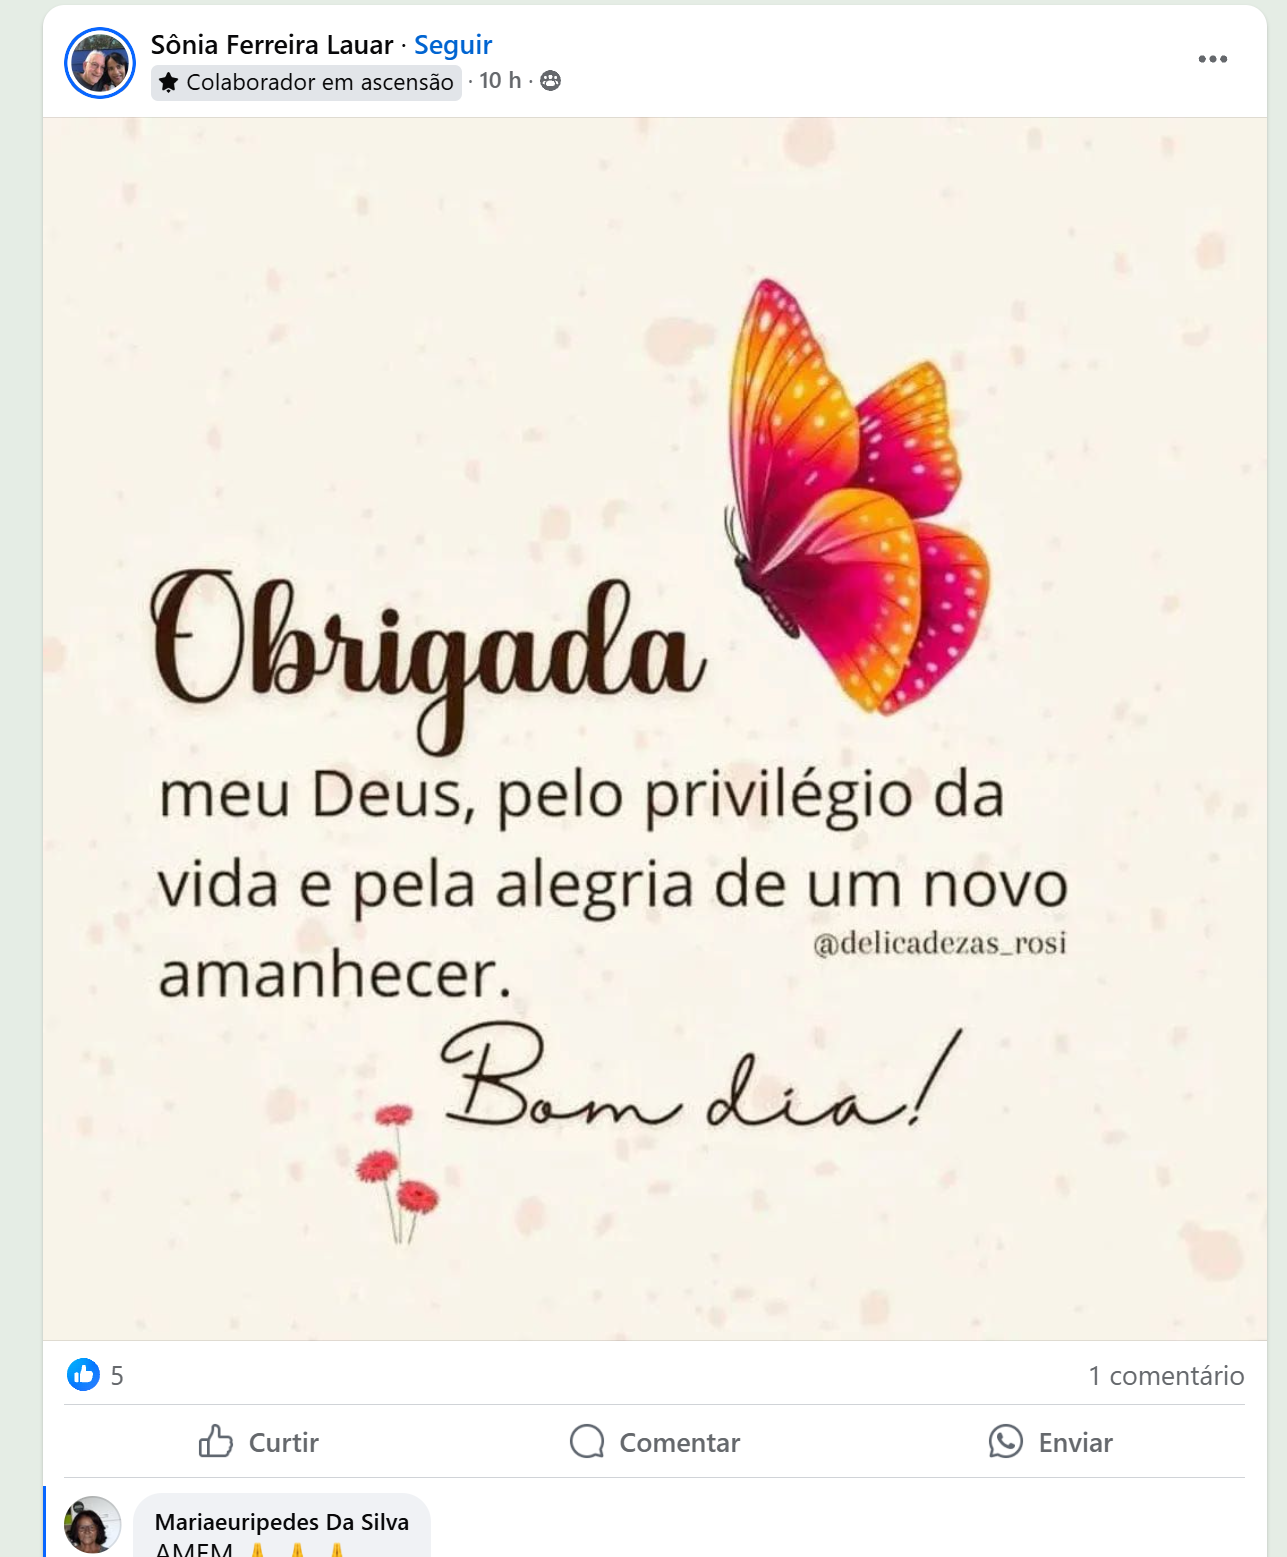 Sônia Ferreira Lauar · Seguir
Colaborador em ascensão · 10 h ·
Obrigada
meu Deus, pelo privilégio da
vida e pela alegria de um novo
@delicadezas_rosi
amanhecer.
Bom dia!
5
1 comentário
Curtir
Comentar
Enviar
Mariaeuripedes Da Silva
AMEM 🙏 🙏 🙏